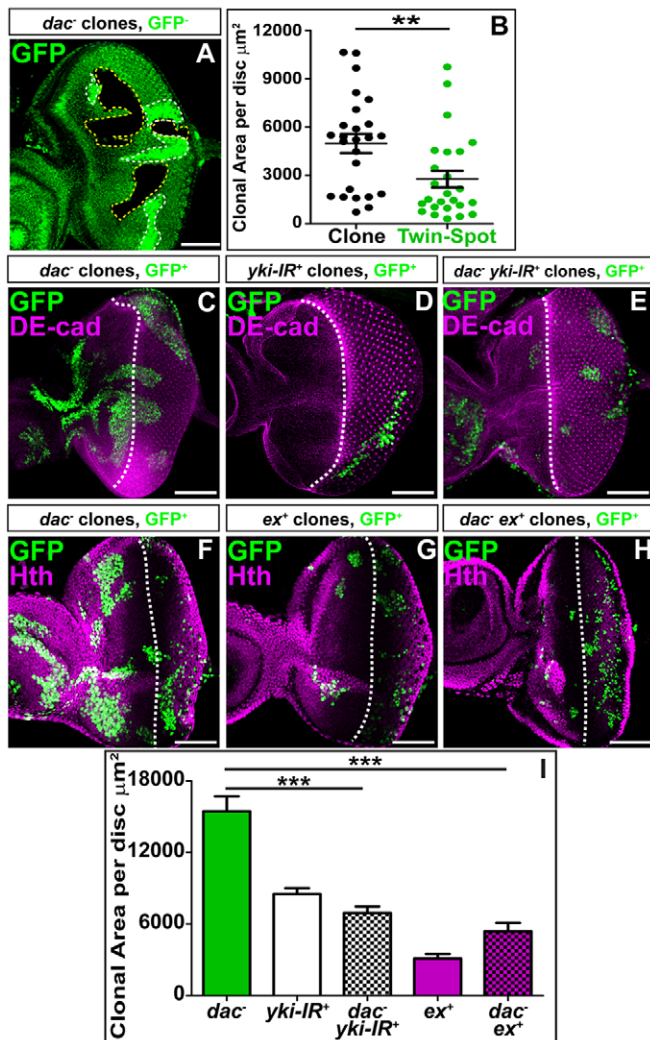 dac⁻ clones, GFP⁻
GFP
A
B
**
Clonal Area per disc µm²
12000
9000
6000
3000
0
Clone
Twin-Spot
dac⁻ clones, GFP⁺
yki-IR⁺ clones, GFP⁺
dac⁻ yki-IR⁺ clones, GFP⁺
GFP
DE-cad
C
GFP
DE-cad
D
GFP
DE-cad
E
dac⁻ clones, GFP⁺
ex⁺ clones, GFP⁺
dac⁻ ex⁺ clones, GFP⁺
GFP
Hth
F
GFP
Hth
G
GFP
Hth
H
I
***
***
Clonal Area per disc µm²
18000
12000
6000
0
dac⁻
yki-IR⁺
dac⁻
yki-IR⁺
ex⁺
dac⁻
ex⁺